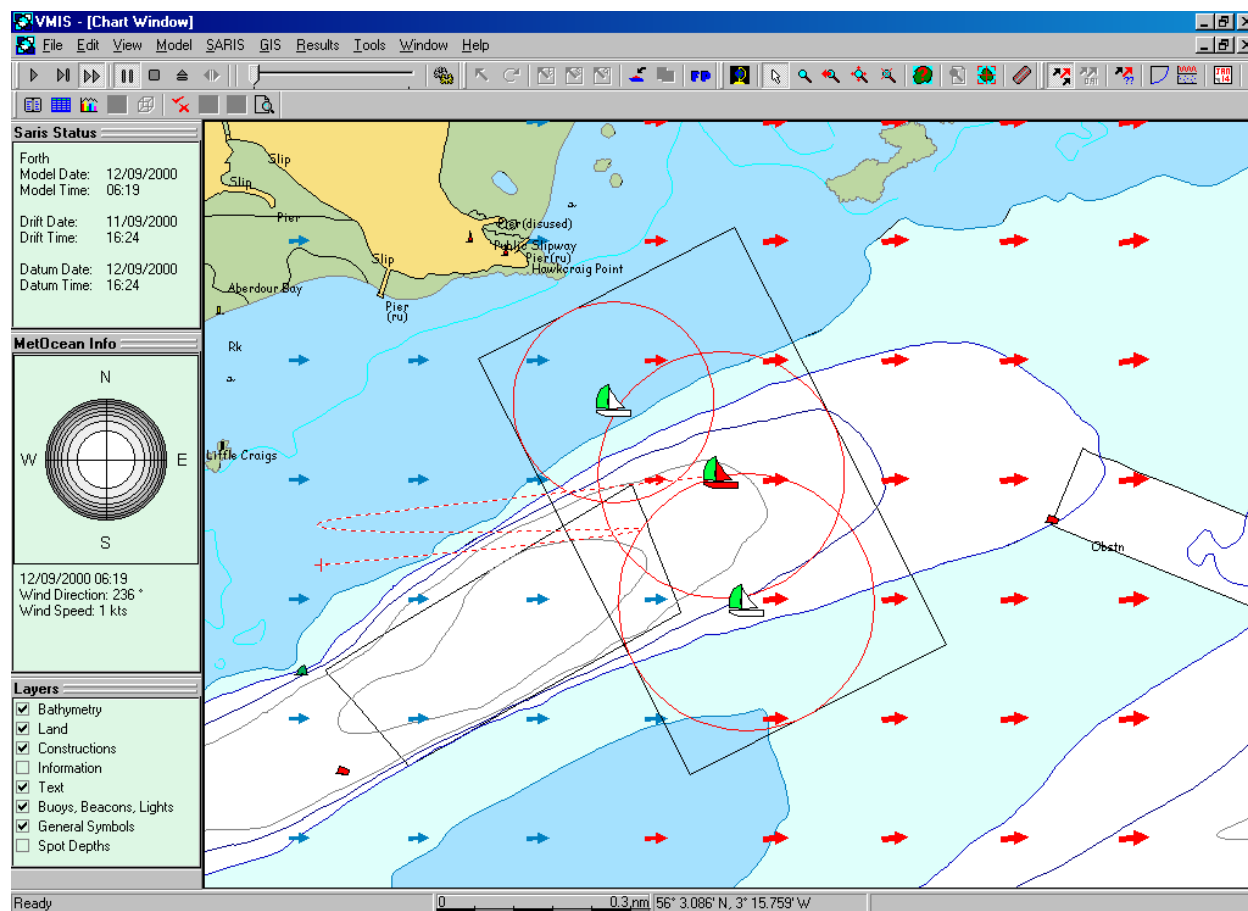 VMIS - [Chart Window]
File Edit View Model SARIS GIS Results Tools Window Help
Saris Status
Forth
Model Date: 12/09/2000
Model Time: 06:19
Drift Date: 11/09/2000
Drift Time: 16:24
Datum Date: 12/09/2000
Datum Time: 16:24
MetOcean Info
N
W E
S
12/09/2000 06:19
Wind Direction: 236 °
Wind Speed: 1 kts
Layers
Bathymetry
Land
Constructions
Information
Text
Buoys, Beacons, Lights
General Symbols
Spot Depths
FP
JAN
14
Slip
Slip
Pier
Pier(disused)
Public Slipway
Pier(ru)
Hawkcraig Point
Slip
Aberdour Bay
Pier
(ru)
Rk
Little Craigs
Obstn
Ready
0 0.3 nm
56° 3.086' N, 3° 15.759' W